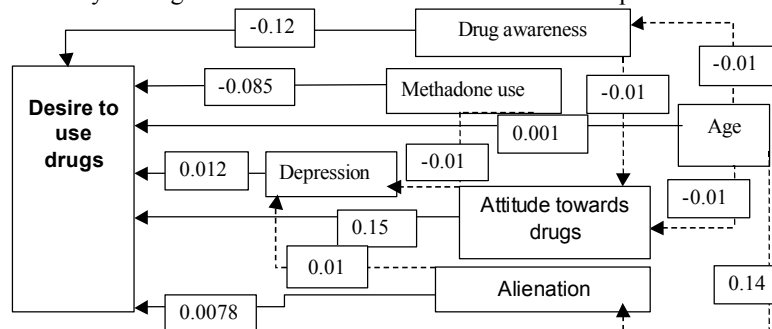 -0.12
Drug awareness
-0.01
-0.085
Methadone use
-0.01
Desire to
use
drugs
0.001
Age
0.012
Depression
-0.01
Attitude towards
drugs
-0.01
0.15
0.01
Alienation
0.14
0.0078